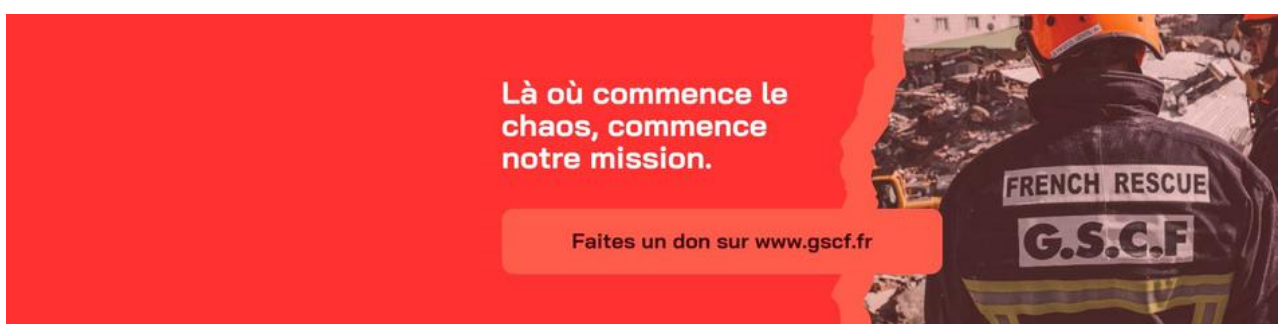 Là où commence le
chaos, commence
notre mission.
Faites un don sur www.gscf.fr
FRENCH RESCUE
G.S.C.F